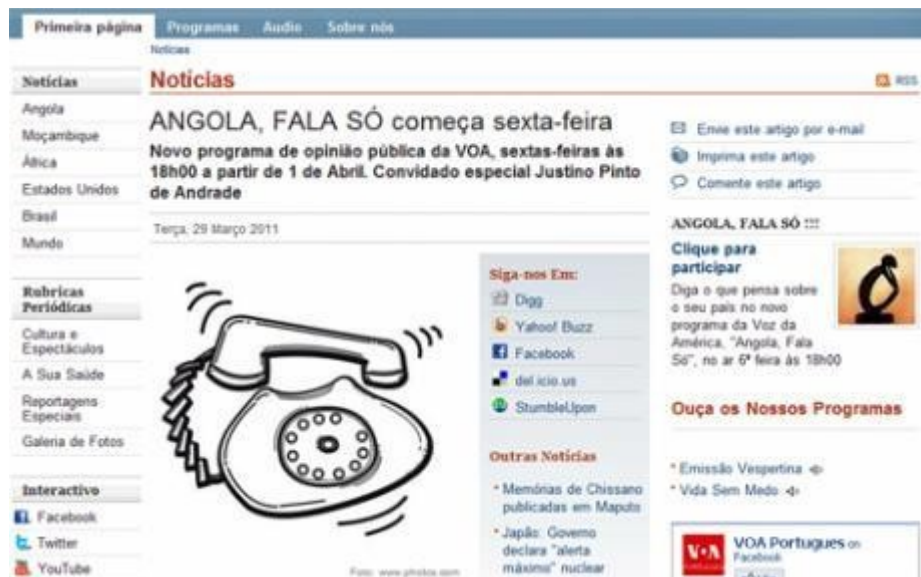 Primeira página Programas Audio Sobre nós
Notícias
Notícias
Angola
Moçambique
África
Estados Unidos
Brasil
Mundo
Rubricas
Periódicas
Cultura e
Espectáculos
A Sua Saúde
Reportagens
Especiais
Galeria de Fotos
Interactivo
Facebook
Twitter
YouTube
Notícias
RSS
ANGOLA, FALA SÓ começa sexta-feira
Novo programa de opinião pública da VOA, sextas-feiras às
18h00 a partir de 1 de Abril. Convidado especial Justino Pinto
de Andrade
Terça, 29 Março 2011
Foto: www.photos.com
Siga-nos Em:
Digg
Yahoo! Buzz
Facebook
del.icio.us
StumbleUpon
Outras Notícias
* Memórias de Chissano
publicadas em Maputo
* Japão: Governo
declara "alerta
máximo" nuclear
Envie este artigo por e-mail
Imprima este artigo
Comente este artigo
ANGOLA, FALA SÓ !!!
Clique para
participar
Diga o que pensa sobre
o seu país no novo
programa da Voz da
América, "Angola, Fala
Só", no ar 6ª feira às 18h00
Ouça os Nossos Programas
* Emissão Vespertina
* Vida Sem Medo
VOA
VOA Portugues on
Facebook